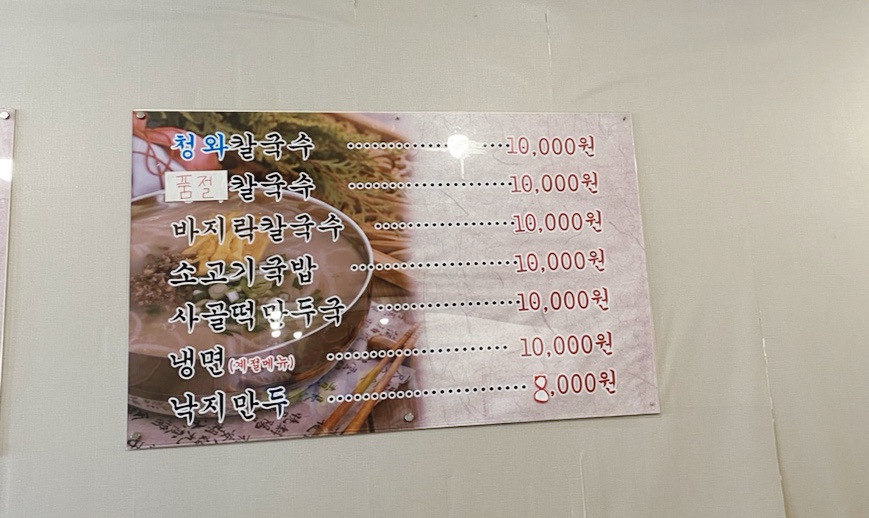 청와칼국수 ·················· 10,000원
품절 칼국수 ·················· 10,000원
바지락칼국수 ·················· 10,000원
소고기국밥 ·················· 10,000원
사골떡만두국 ·················· 10,000원
냉면(계절메뉴) ·················· 10,000원
낙지만두 ·················· 8,000원